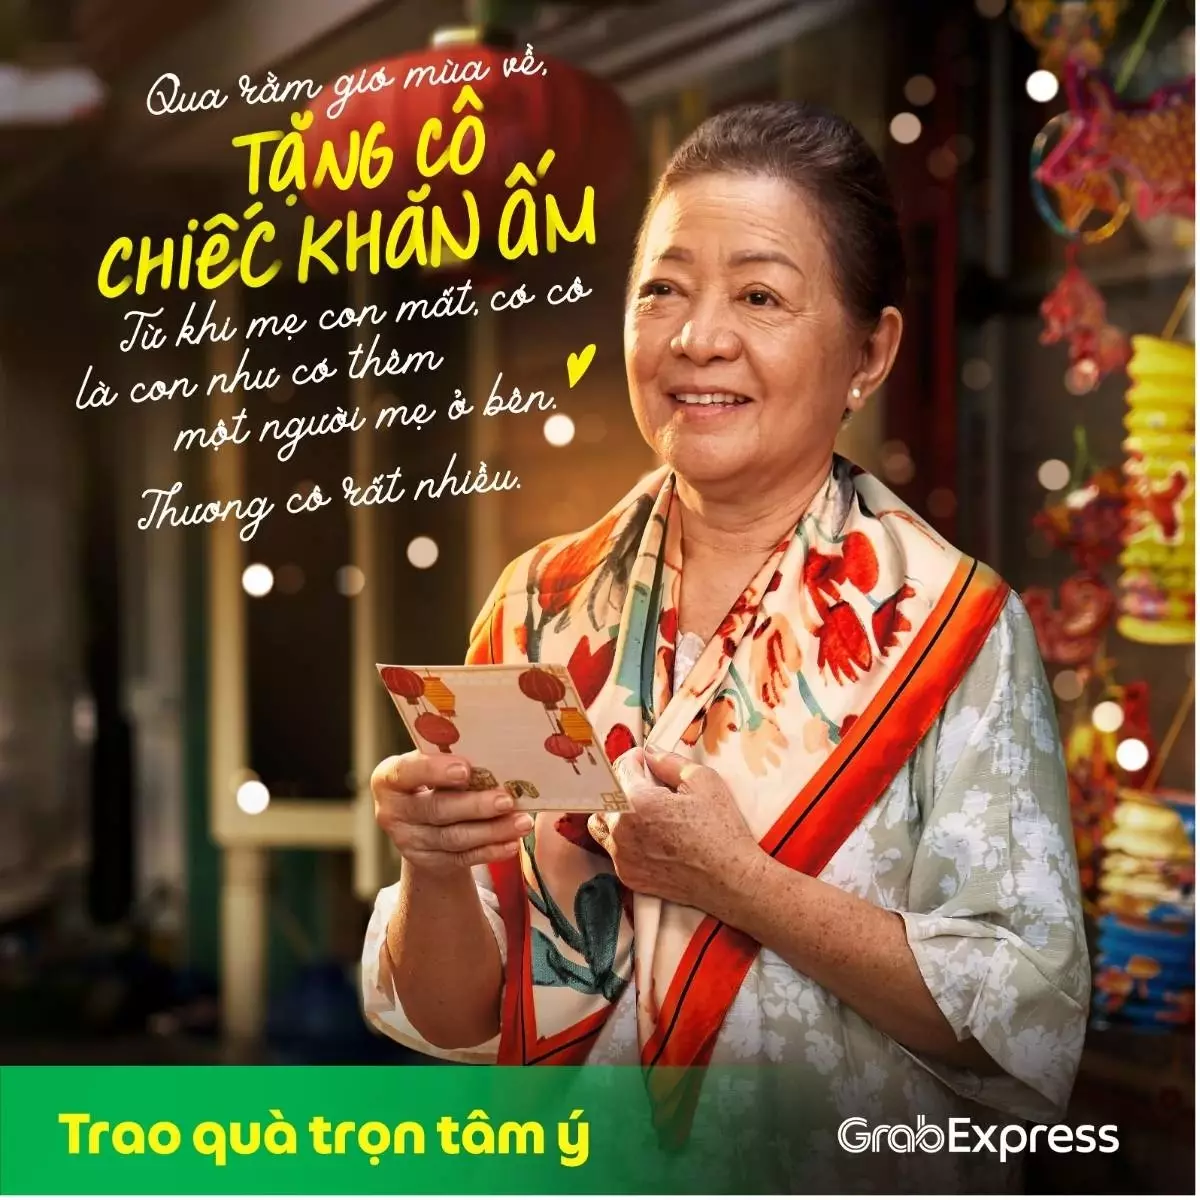 Qua rằm gió mùa về,
TẶNG CÔ
CHIẾC KHĂN ẤM
Từ khi mẹ con mất, có cô
là con như có thêm
một người mẹ ở bên.
Thương cô rất nhiều.
Trao quà trọn tâm ý
GrabExpress